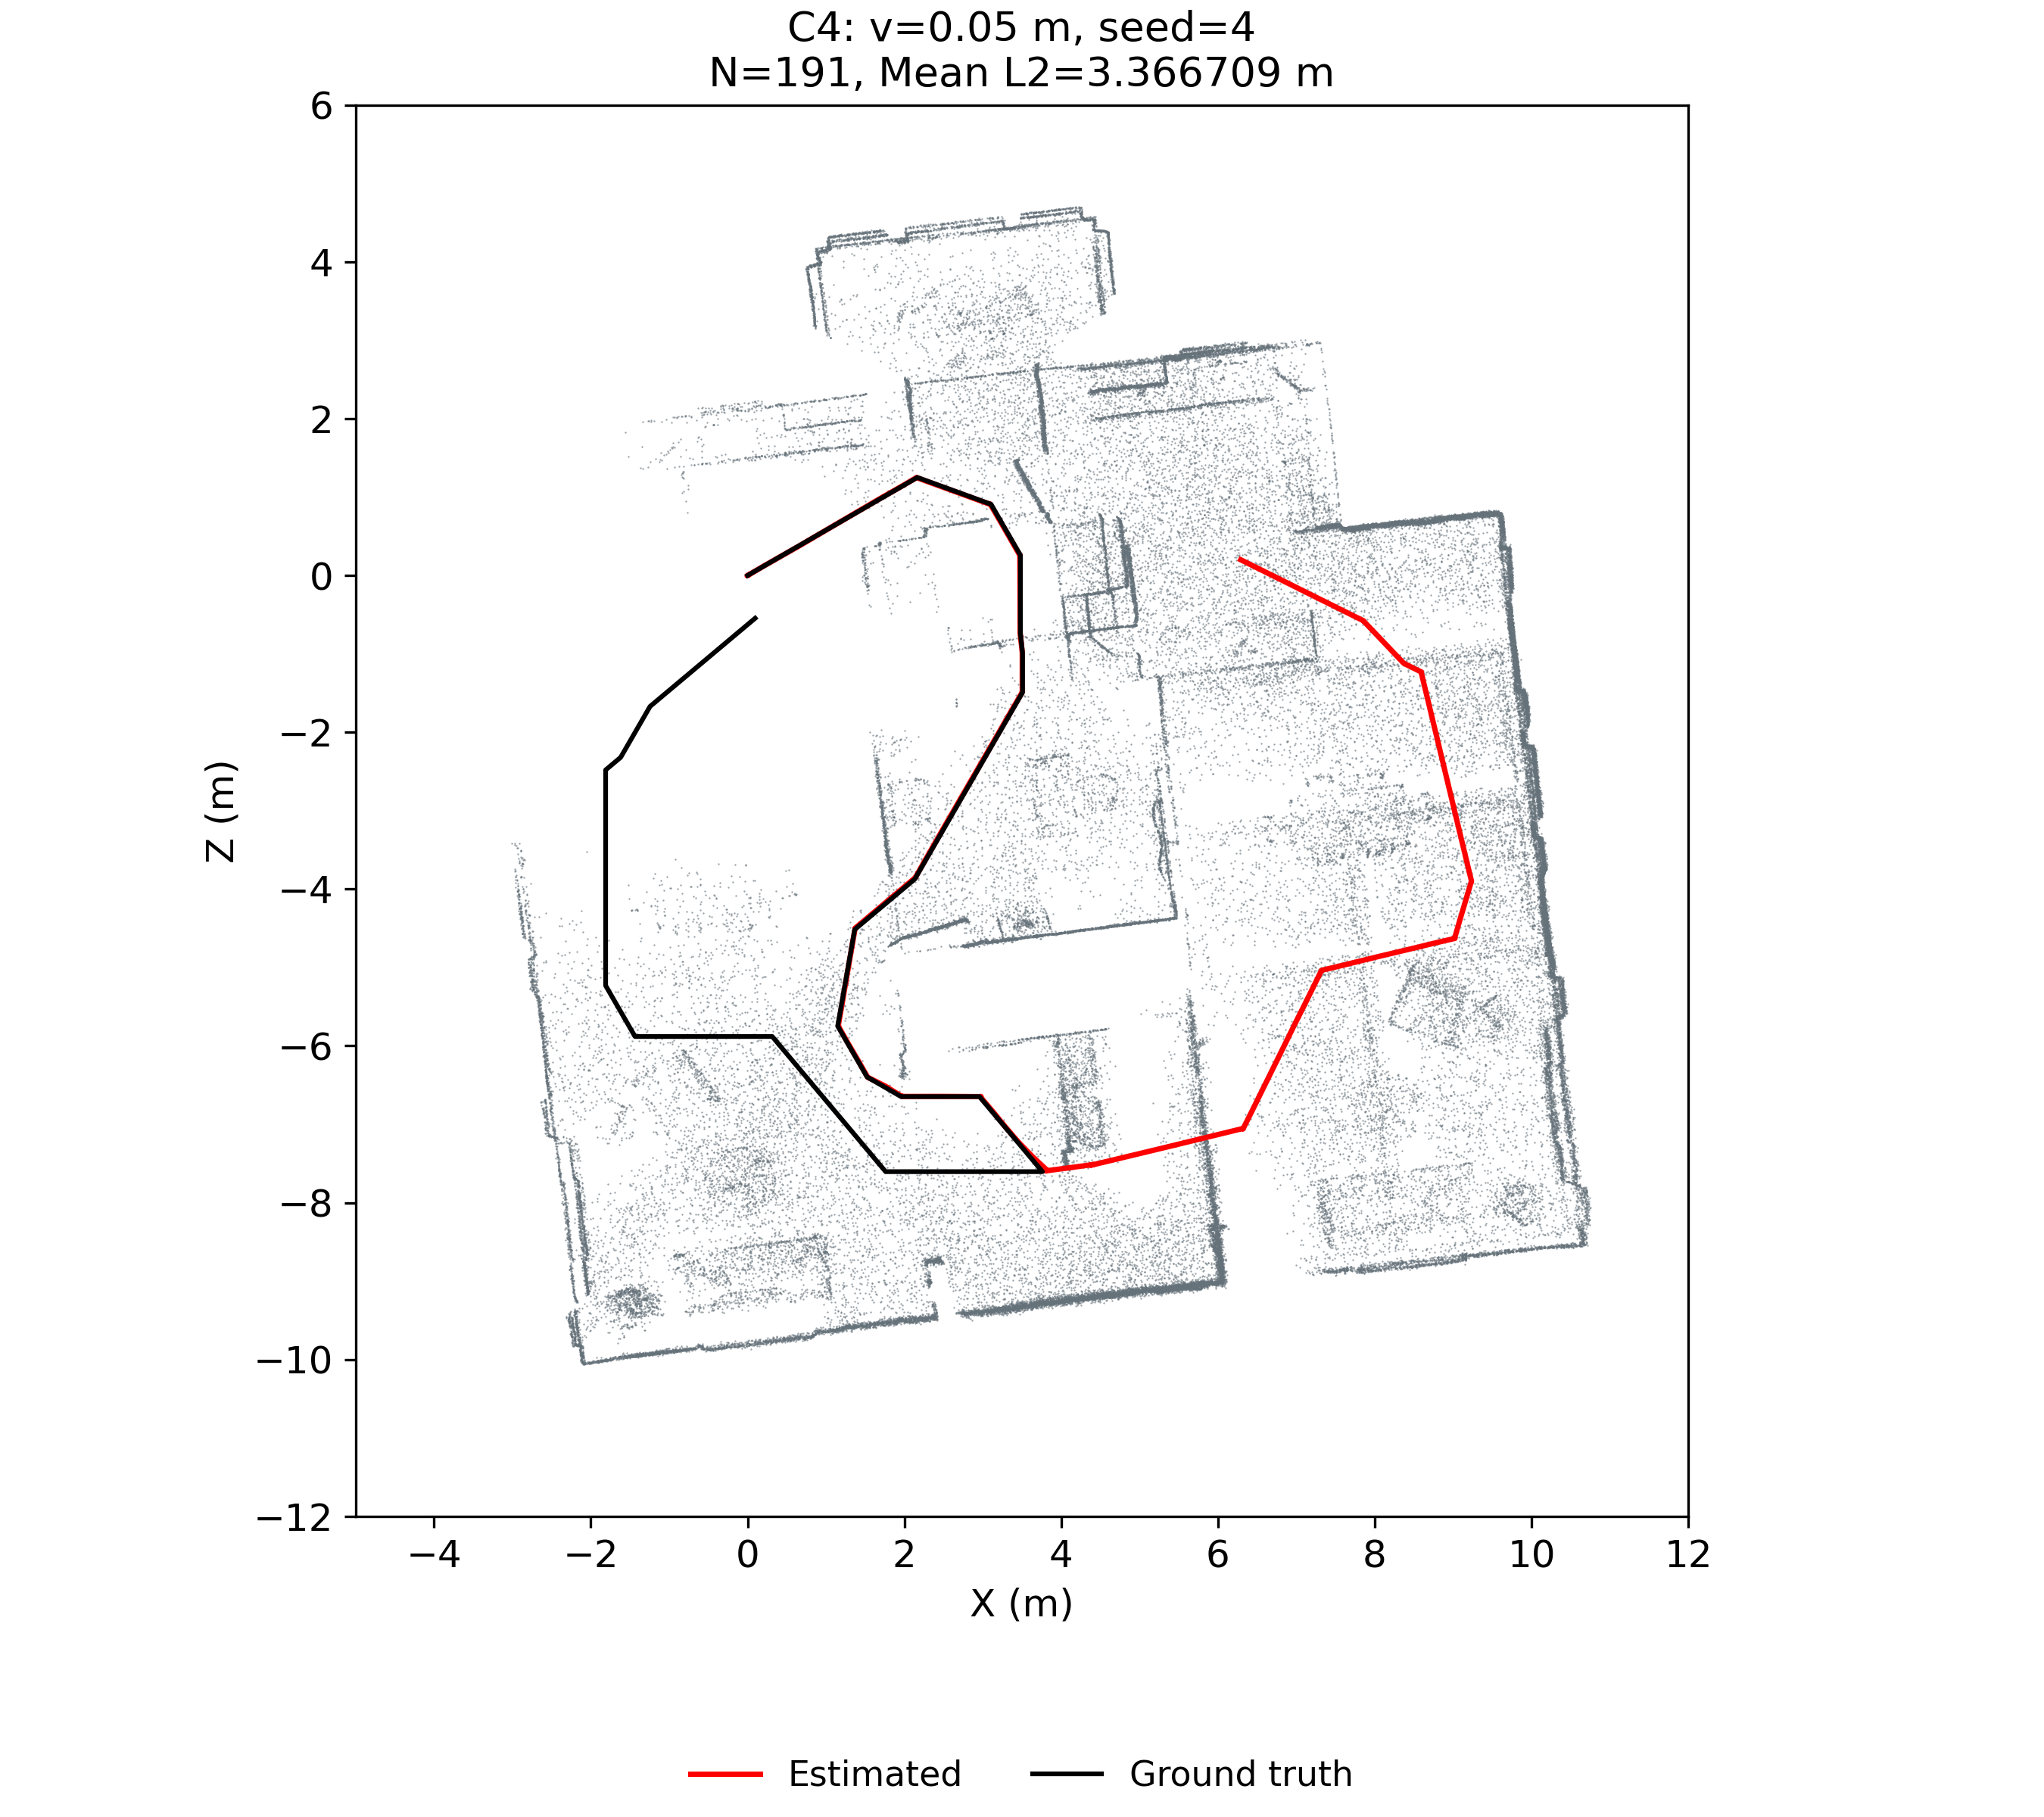 C4: v=0.05 m, seed=4
N=191, Mean L2=3.366709 m
6
4
2
0
−2
−4
−6
−8
−10
−12
Z (m)
−4 −2 0 2 4 6 8 10 12
X (m)
Estimated Ground truth